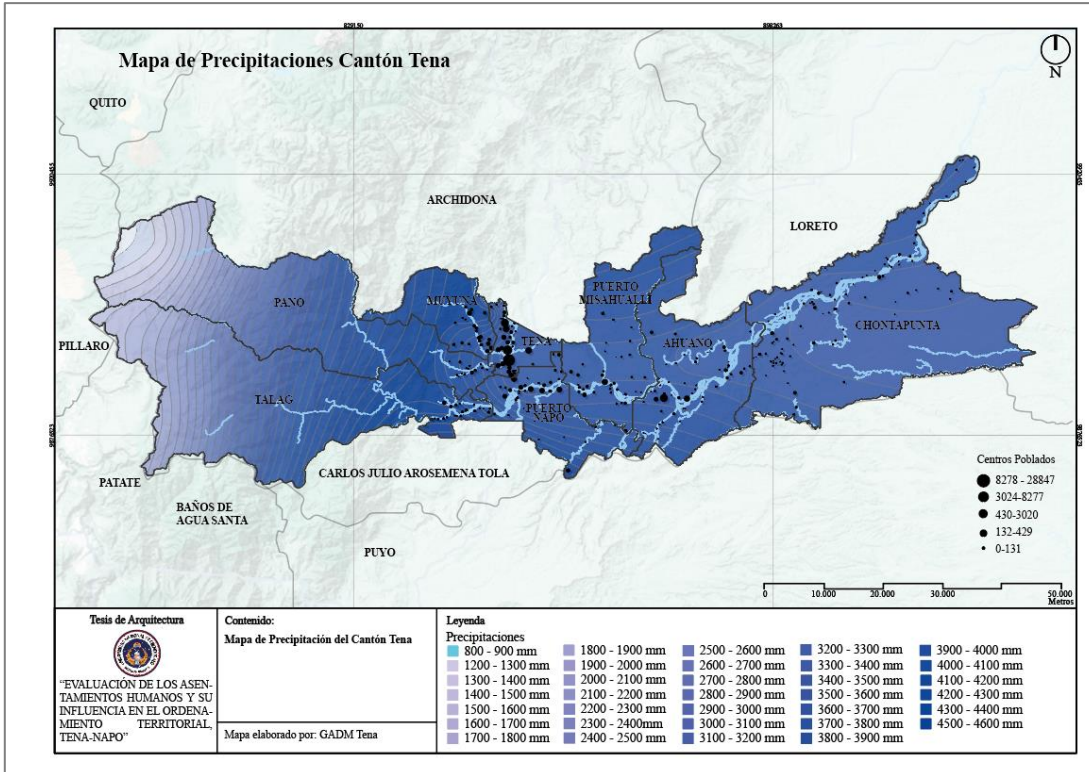 829150
898263
Mapa de Precipitaciones Cantón Tena
N
QUITO
ARCHIDONA
LORETO
PANO
MUYUNA
PUERTO
MISAHUALLI
TENA
AHUANO
CHONTAPUNTA
PILLARO
TALAG
PUERTO
NAPO
CARLOS JULIO AROSEMENA TOLA
PATATE
BAÑOS DE
AGUA SANTA
PUYO
Centros Poblados
8278 - 28847
3024-8277
430-3020
132-429
0-131
0 10.000 20.000 30.000 50.000
Metros
Tesis de Arquitectura
“EVALUACIÓN DE LOS ASEN-
TAMIENTOS HUMANOS Y SU
INFLUENCIA EN EL ORDENA-
MIENTO TERRITORIAL,
TENA-NAPO”
Contenido:
Mapa de Precipitación del Cantón Tena
Mapa elaborado por: GADM Tena
Leyenda
Precipitaciones
800 - 900 mm
1200 - 1300 mm
1300 - 1400 mm
1400 - 1500 mm
1500 - 1600 mm
1600 - 1700 mm
1700 - 1800 mm
1800 - 1900 mm
1900 - 2000 mm
2000 - 2100 mm
2100 - 2200 mm
2200 - 2300 mm
2300 - 2400mm
2400 - 2500 mm
2500 - 2600 mm
2600 - 2700 mm
2700 - 2800 mm
2800 - 2900 mm
2900 - 3000 mm
3000 - 3100 mm
3100 - 3200 mm
3200 - 3300 mm
3300 - 3400 mm
3400 - 3500 mm
3500 - 3600 mm
3600 - 3700 mm
3700 - 3800 mm
3800 - 3900 mm
3900 - 4000 mm
4000 - 4100 mm
4100 - 4200 mm
4200 - 4300 mm
4300 - 4400 mm
4500 - 4600 mm